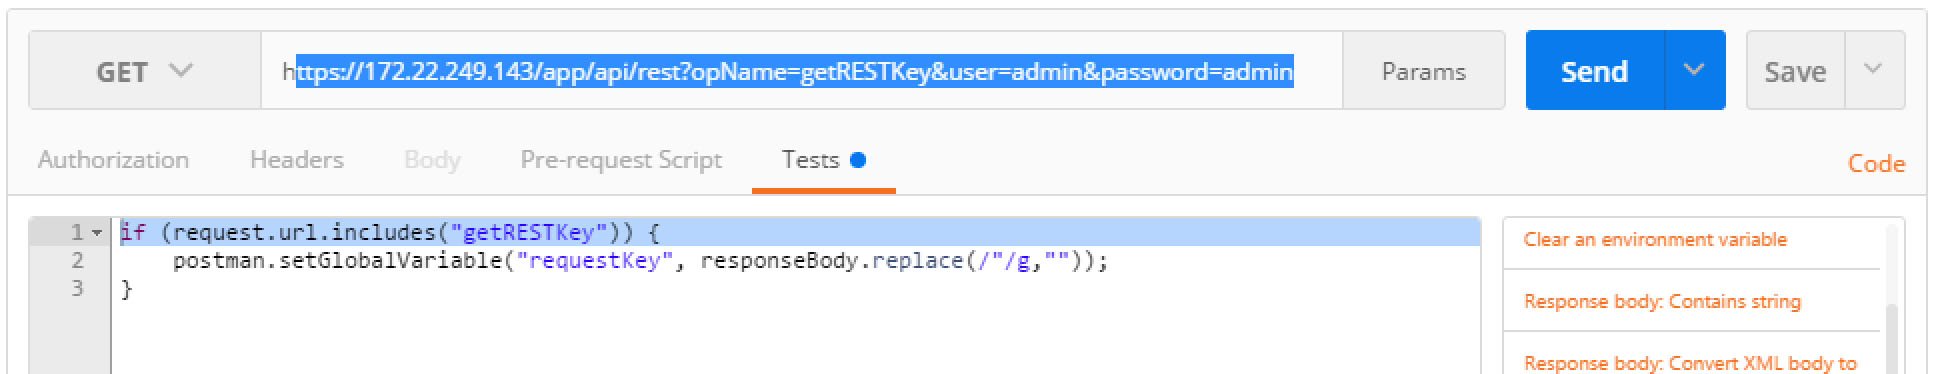 GET https://172.22.249.143/app/api/rest?opName=getRESTKey&user=admin&password=admin Params Send Save
Authorization Headers Body Pre-request Script Tests Code
1 if (request.url.includes("getRESTKey")) {
2 postman.setGlobalVariable("requestKey", responseBody.replace(/"/g,""));
3 }
Clear an environment variable
Response body: Contains string
Response body: Convert XML body to